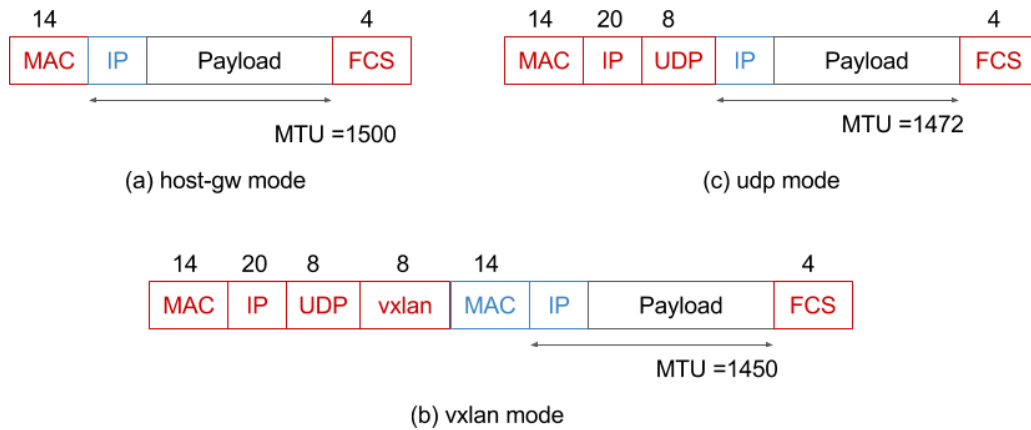 14 4
MAC IP Payload FCS
MTU =1500
(a) host-gw mode
14 20 8 4
MAC IP UDP IP Payload FCS
MTU =1472
(c) udp mode
14 20 8 8 14 4
MAC IP UDP vxlan MAC IP Payload FCS
MTU =1450
(b) vxlan mode